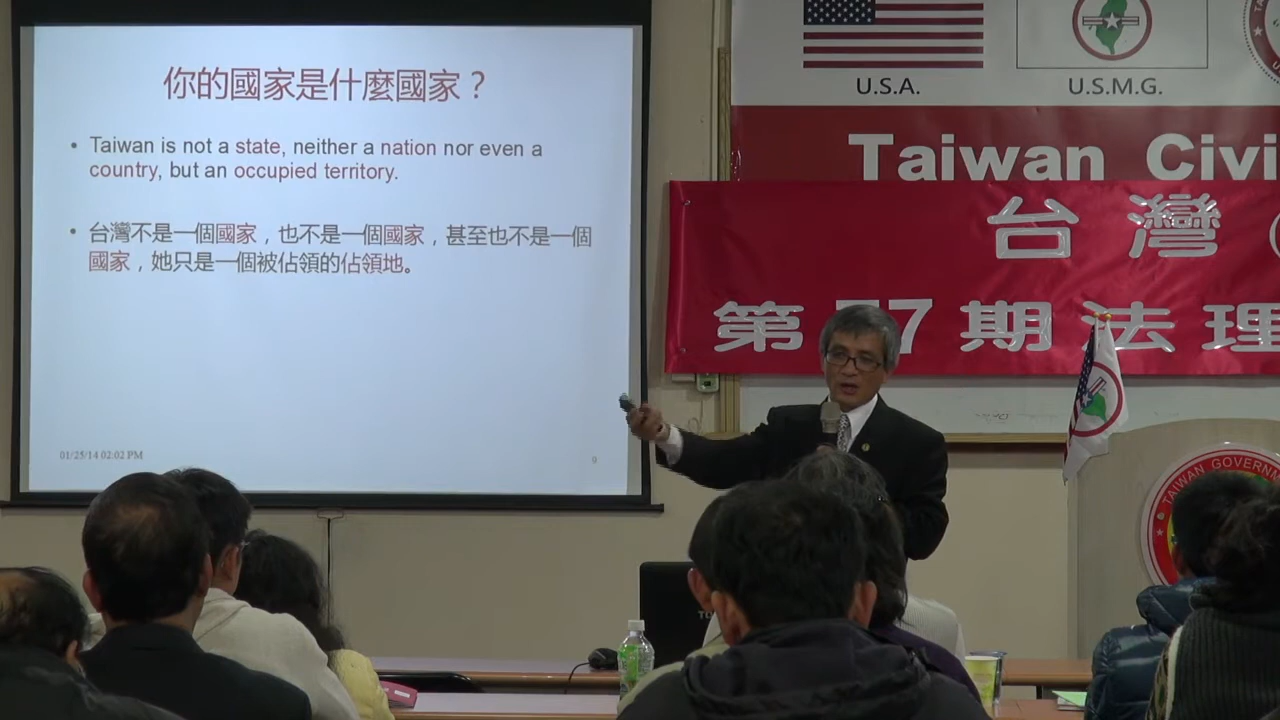 你的國家是什麼國家？
• Taiwan is not a state, neither a nation nor even a
country, but an occupied territory.
• 台灣不是一個國家，也不是一個國家，甚至也不是一個
國家，她只是一個被佔領的佔領地。
01/25/14 02:02 PM
9
U.S.A.
U.S.M.G.
Taiwan Civi
台灣
第77期法理
TAIWAN GOVERNM